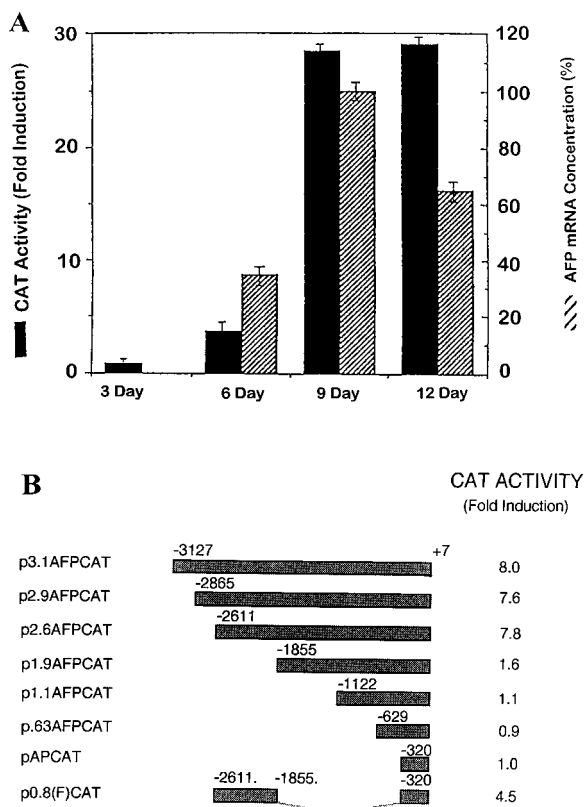 A
CAT Activity (Fold Induction)
30
20
10
0
120
100
80
60
40
20
0
AFP mRNA Concentration (%)
3 Day
6 Day
9 Day
12 Day
B
CAT ACTIVITY
(Fold Induction)
p3.1AFPCAT -3127 +7 8.0
p2.9AFPCAT -2865 7.6
p2.6AFPCAT -2611 7.8
p1.9AFPCAT -1855 1.6
p1.1AFPCAT -1122 1.1
p.63AFPCAT -629 0.9
pAPCAT -320 1.0
p0.8(F)CAT -2611. -1855. -320 4.5